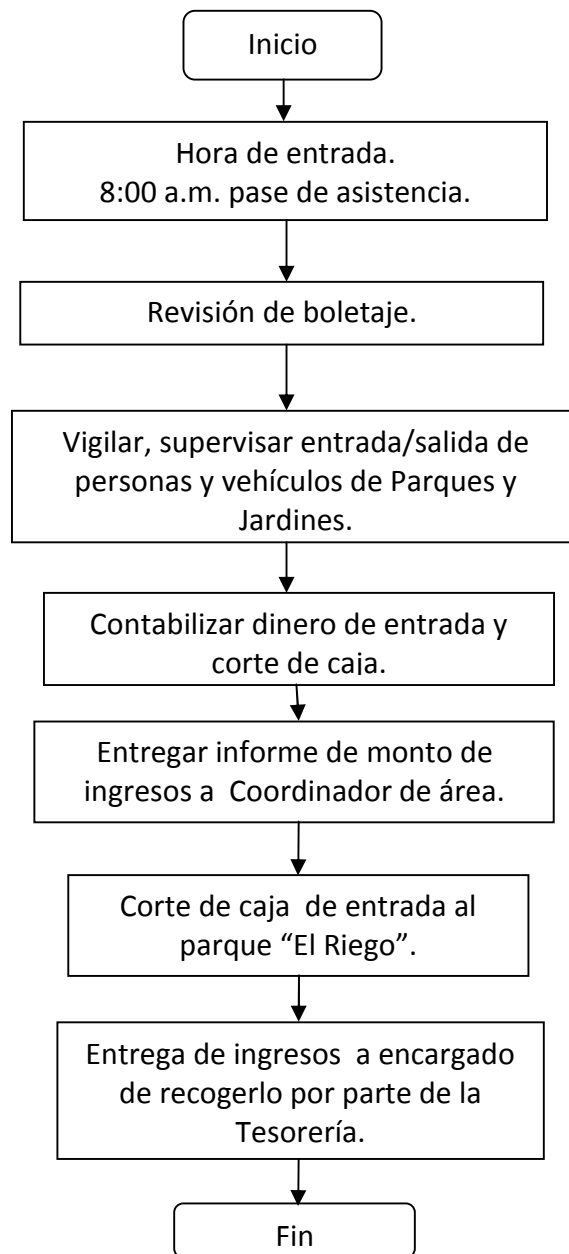 Inicio
Hora de entrada.
8:00 a.m. pase de asistencia.
Revisión de boletaje.
Vigilar, supervisar entrada/salida de
personas y vehículos de Parques y
Jardines.
Contabilizar dinero de entrada y
corte de caja.
Entregar informe de monto de
ingresos a  Coordinador de área.
Corte de caja  de entrada al
parque “El Riego”.
Entrega de ingresos  a encargado
de recogerlo por parte de la
Tesorería.
Fin